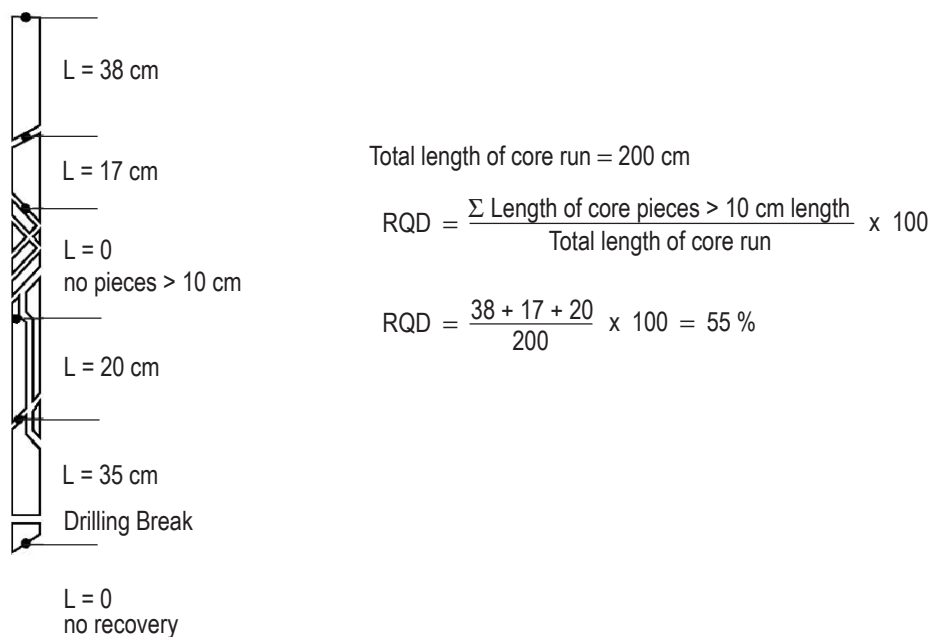 L = 38 cm
L = 17 cm
L = 0
no pieces > 10 cm
L = 20 cm
L = 35 cm
Drilling Break
L = 0
no recovery
Total length of core run = 200 cm
RQD = Σ Length of core pieces > 10 cm length x 100
Total length of core run
RQD = 38 + 17 + 20 x 100 = 55 %
200